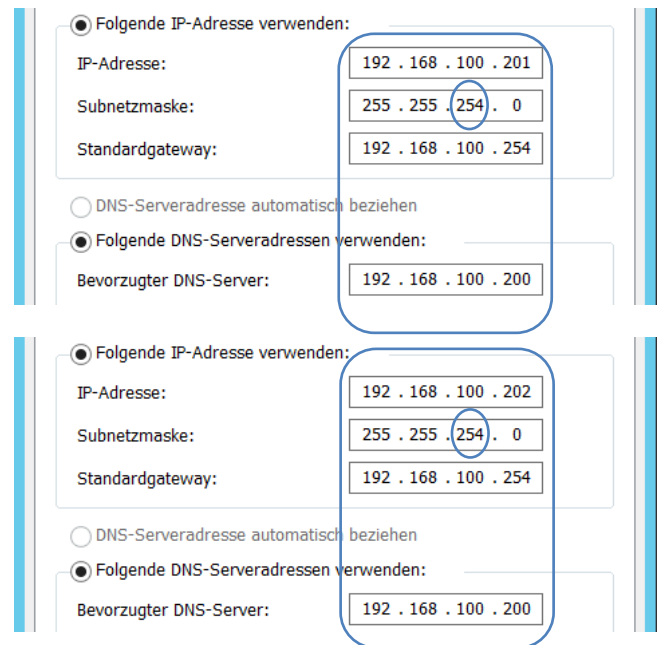 Folgende IP-Adresse verwenden:
IP-Adresse: 192 . 168 . 100 . 201
Subnetzmaske: 255 . 255 . 254 . 0
Standardgateway: 192 . 168 . 100 . 254
DNS-Serveradresse automatisch beziehen
Folgende DNS-Serveradressen verwenden:
Bevorzugter DNS-Server: 192 . 168 . 100 . 200
Folgende IP-Adresse verwenden:
IP-Adresse: 192 . 168 . 100 . 202
Subnetzmaske: 255 . 255 . 254 . 0
Standardgateway: 192 . 168 . 100 . 254
DNS-Serveradresse automatisch beziehen
Folgende DNS-Serveradressen verwenden:
Bevorzugter DNS-Server: 192 . 168 . 100 . 200